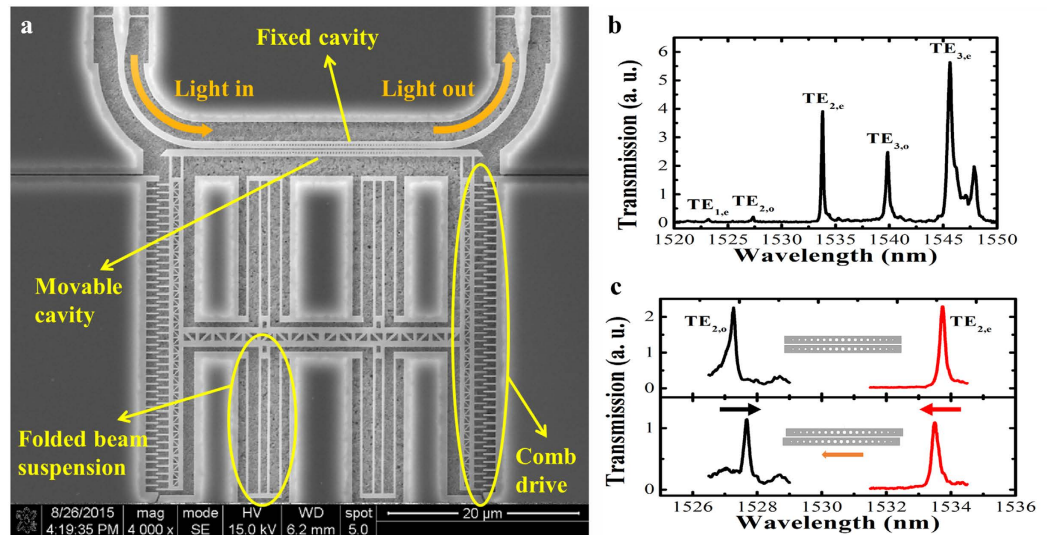 a
Fixed cavity
Light in
Light out
Movable cavity
Folded beam suspension
Comb drive
8/26/2015
4:19:35 PM
mag
4 000 x
mode
SE
HV
15.0 kV
WD
6.2 mm
spot
5.0
20 µm
b
Transmission (a. u.)
6
5
4
3
2
1
0
TE1,e
TE2,o
TE2,e
TE3,o
TE3,e
1520 1525 1530 1535 1540 1545 1550
Wavelength (nm)
c
Transmission (a. u.)
2
1
0
TE2,o
TE2,e
1
0
1526 1528 1530 1532 1534 1536
Wavelength (nm)